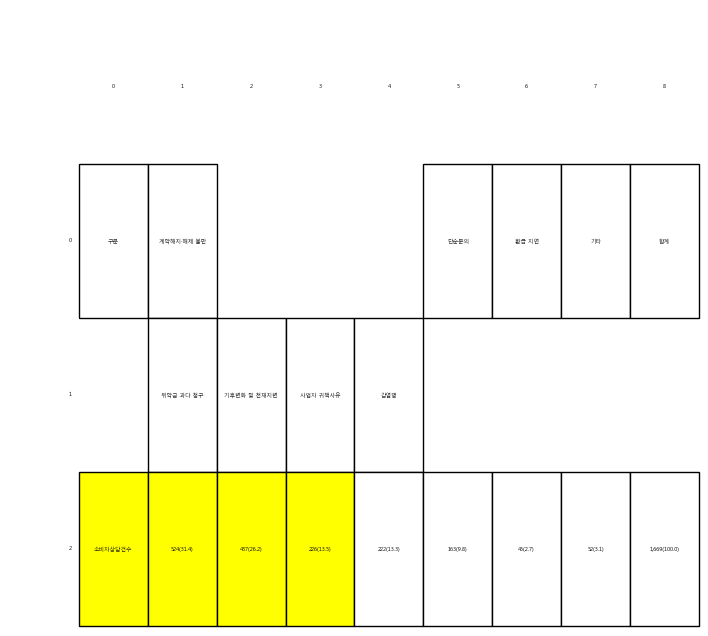 0 1 2 3 4 5 6 7 8
0 구분 계약해지·해제 불만 단순문의 환급 지연 기타 합계
1 위약금 과다 청구 기후변화 및 천재지변 사업자 귀책사유 감염병
2 소비자상담건수 524(31.4) 437(26.2) 226(13.5) 222(13.3) 163(9.8) 45(2.7) 52(3.1) 1,669(100.0)